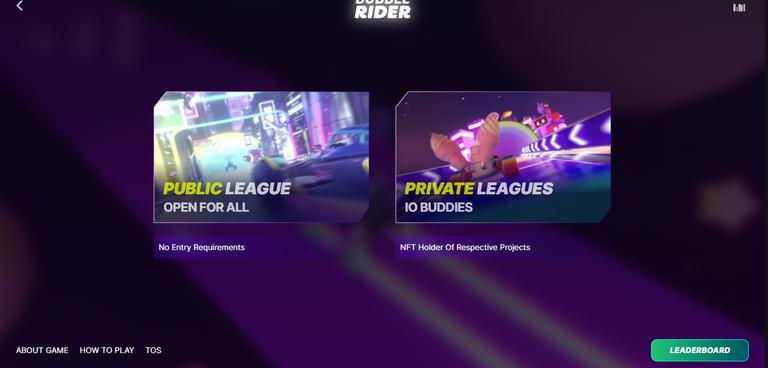 BUBBLE
RIDER
PUBLIC LEAGUE
OPEN FOR ALL
No Entry Requirements
PRIVATE LEAGUES
IO BUDDIES
NFT Holder Of Respective Projects
ABOUT GAME
HOW TO PLAY
TOS
LEADERBOARD